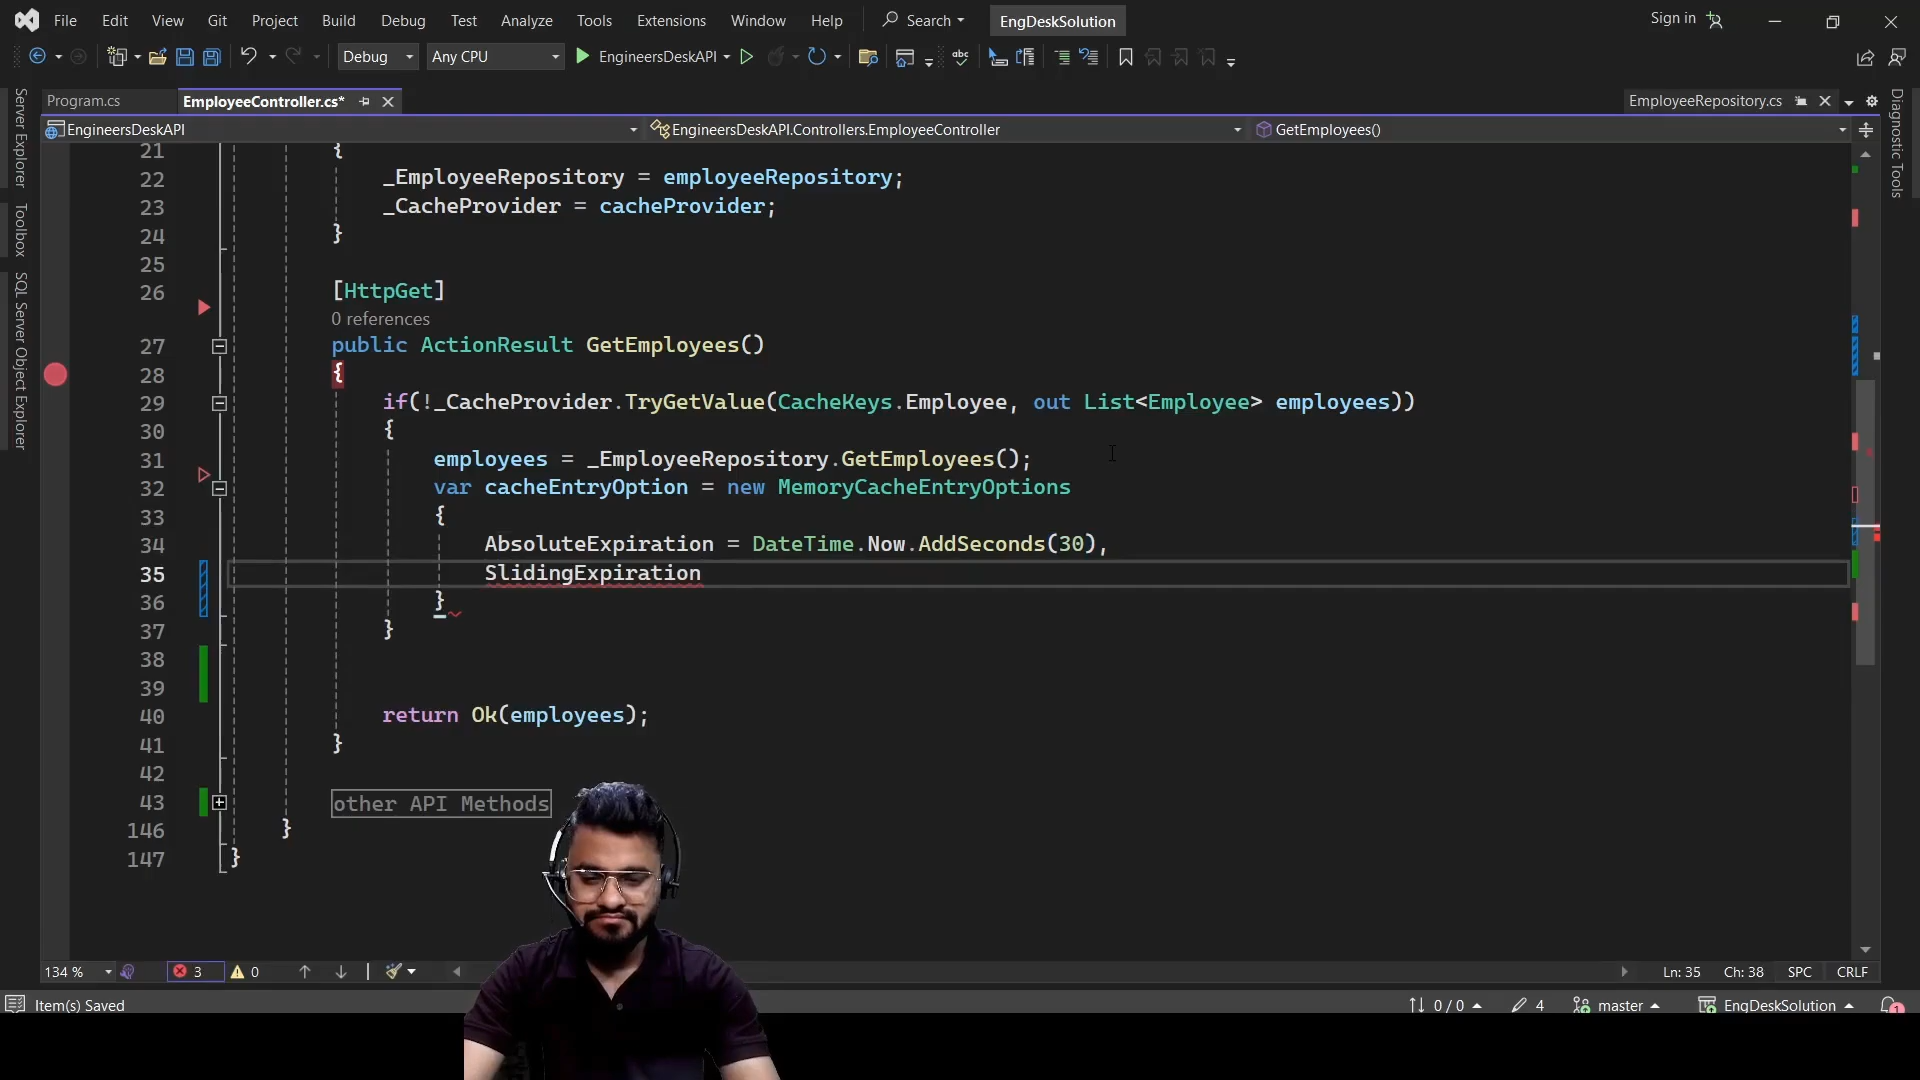 File Edit View Git Project Build Debug Test Analyze Tools Extensions Window Help Search EngDeskSolution Sign in
Debug Any CPU EngineersDeskAPI
Program.cs EmployeeController.cs* EmployeeRepository.cs
EngineersDeskAPI EngineersDeskAPI.Controllers.EmployeeController GetEmployees()
Server Explorer
Toolbox
SQL Server Object Explorer
Diagnostic Tools
21 {
22 _EmployeeRepository = employeeRepository;
23 _CacheProvider = cacheProvider;
24 }
25
26 [HttpGet]
0 references
27 public ActionResult GetEmployees()
28 {
29 if(!_CacheProvider.TryGetValue(CacheKeys.Employee, out List<Employee> employees))
30 {
31 employees = _EmployeeRepository.GetEmployees();
32 var cacheEntryOption = new MemoryCacheEntryOptions
33 {
34 AbsoluteExpiration = DateTime.Now.AddSeconds(30),
35 SlidingExpiration
36 }
37 }
38
39
40 return Ok(employees);
41 }
42
43 other API Methods
146 }
147 }
134 % 3 0 Ln: 35 Ch: 38 SPC CRLF
Item(s) Saved 0 / 0 4 master EngDeskSolution 1